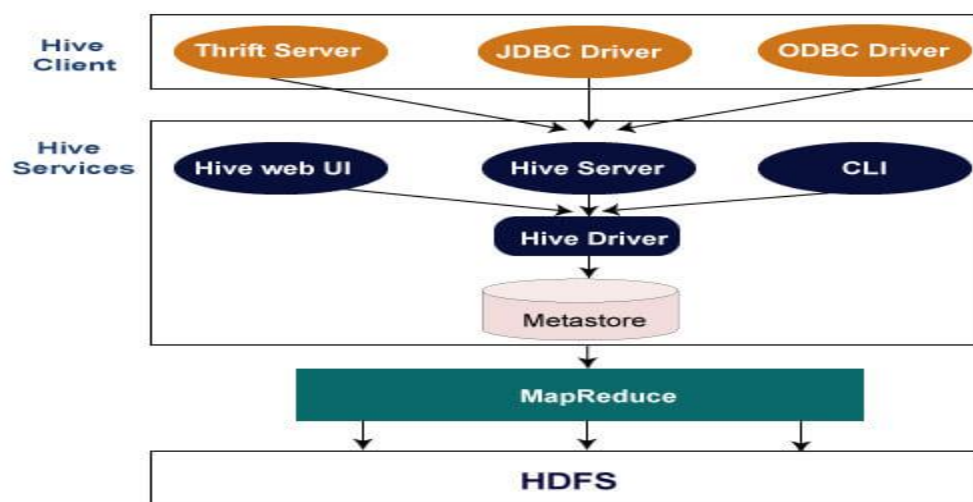 Hive
Client
Thrift Server
JDBC Driver
ODBC Driver
Hive
Services
Hive web UI
Hive Server
CLI
Hive Driver
Metastore
MapReduce
HDFS